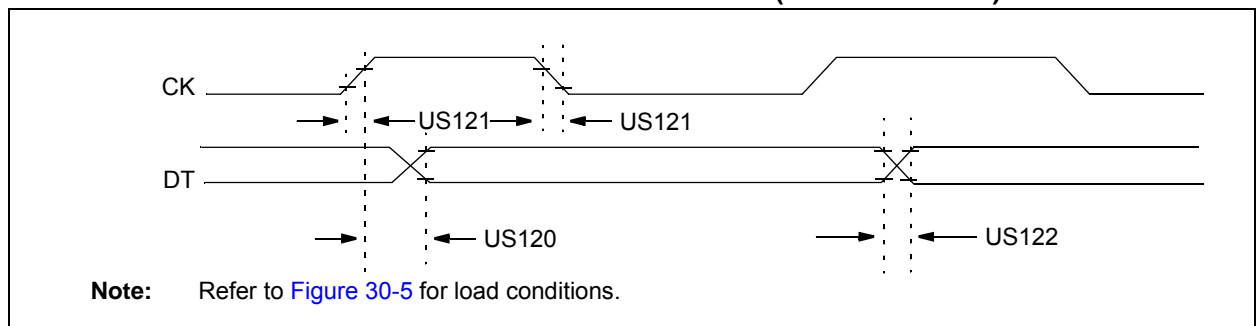 CK
US121
US121
DT
US120
US122
Note: Refer to Figure 30-5 for load conditions.